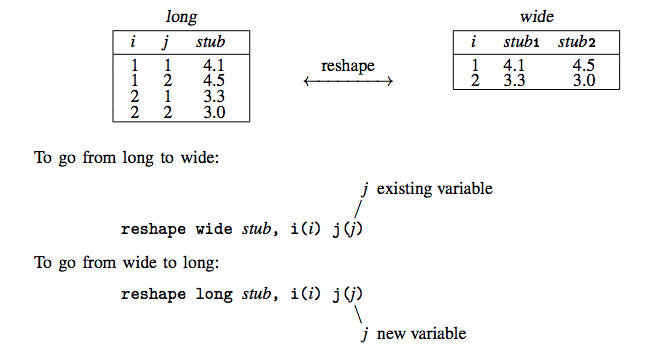 long
i j stub
1 1 4.1
1 2 4.5
2 1 3.3
2 2 3.0
reshape
wide
i stub1 stub2
1 4.1 4.5
2 3.3 3.0
To go from long to wide:
j existing variable
reshape wide stub, i(i) j(j)
To go from wide to long:
reshape long stub, i(i) j(j)
j new variable